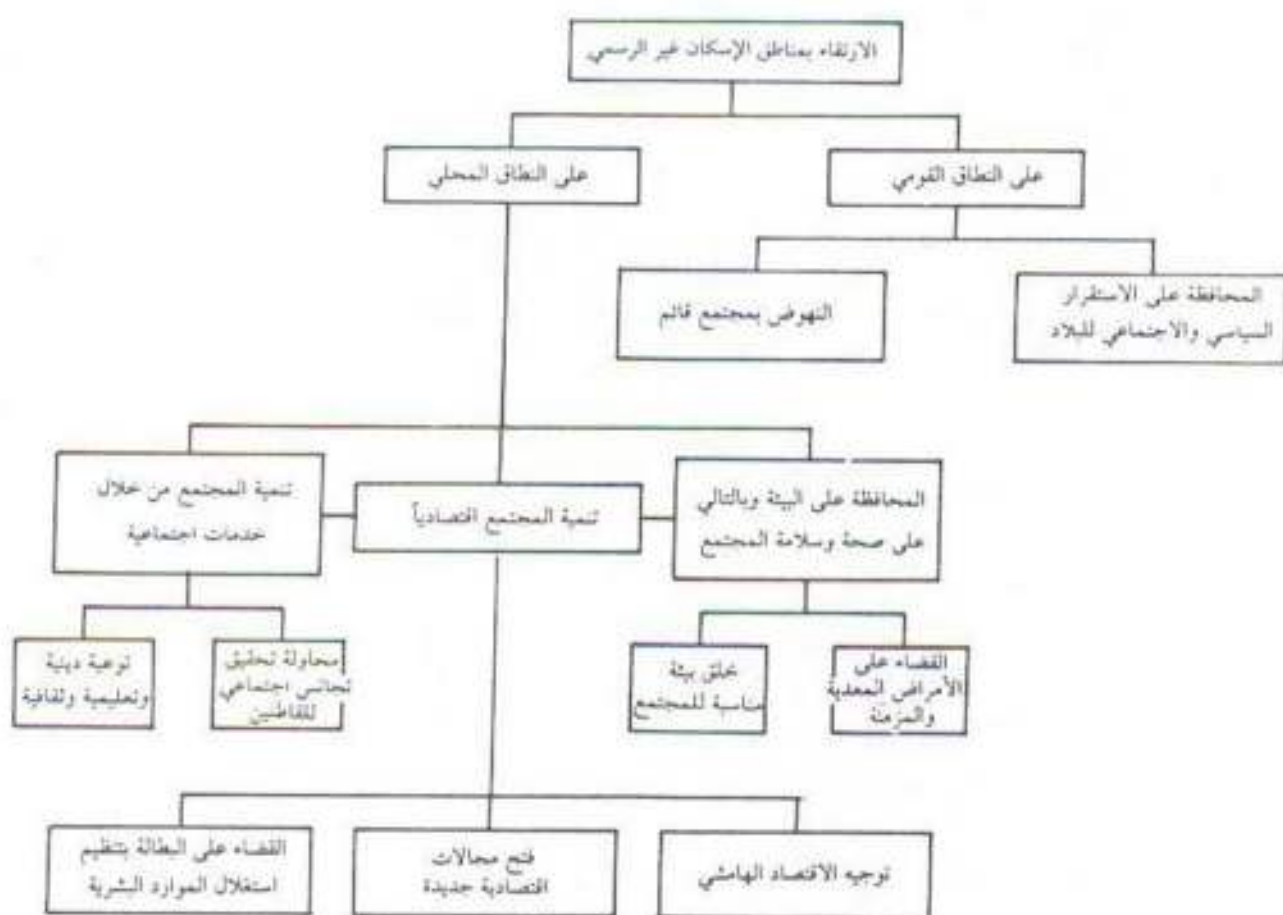 الارتقاء بمناطق الإسكان غير الرسمي
على النطاق القومي
على النطاق المحلي
المحافظة على الاستقرار
السياسي والاجتماعي للبلاد
النهوض بمجتمع قائم
المحافظة على البيئة وبالتالي
على صحة وسلامة المجتمع
تنمية المجتمع اقتصادياً
تنمية المجتمع من خلال
خدمات اجتماعية
القضاء على
الأمراض المعدية
والمزمنة
خلق بيئة
مناسبة للمجتمع
محاولة تحقيق
تجانس اجتماعي
للقاطنين
توعية دينية
وتعليمية وثقافية
توجيه الاقتصاد الهامشي
فتح مجالات
اقتصادية جديدة
القضاء على البطالة بتنظيم
استغلال الموارد البشرية